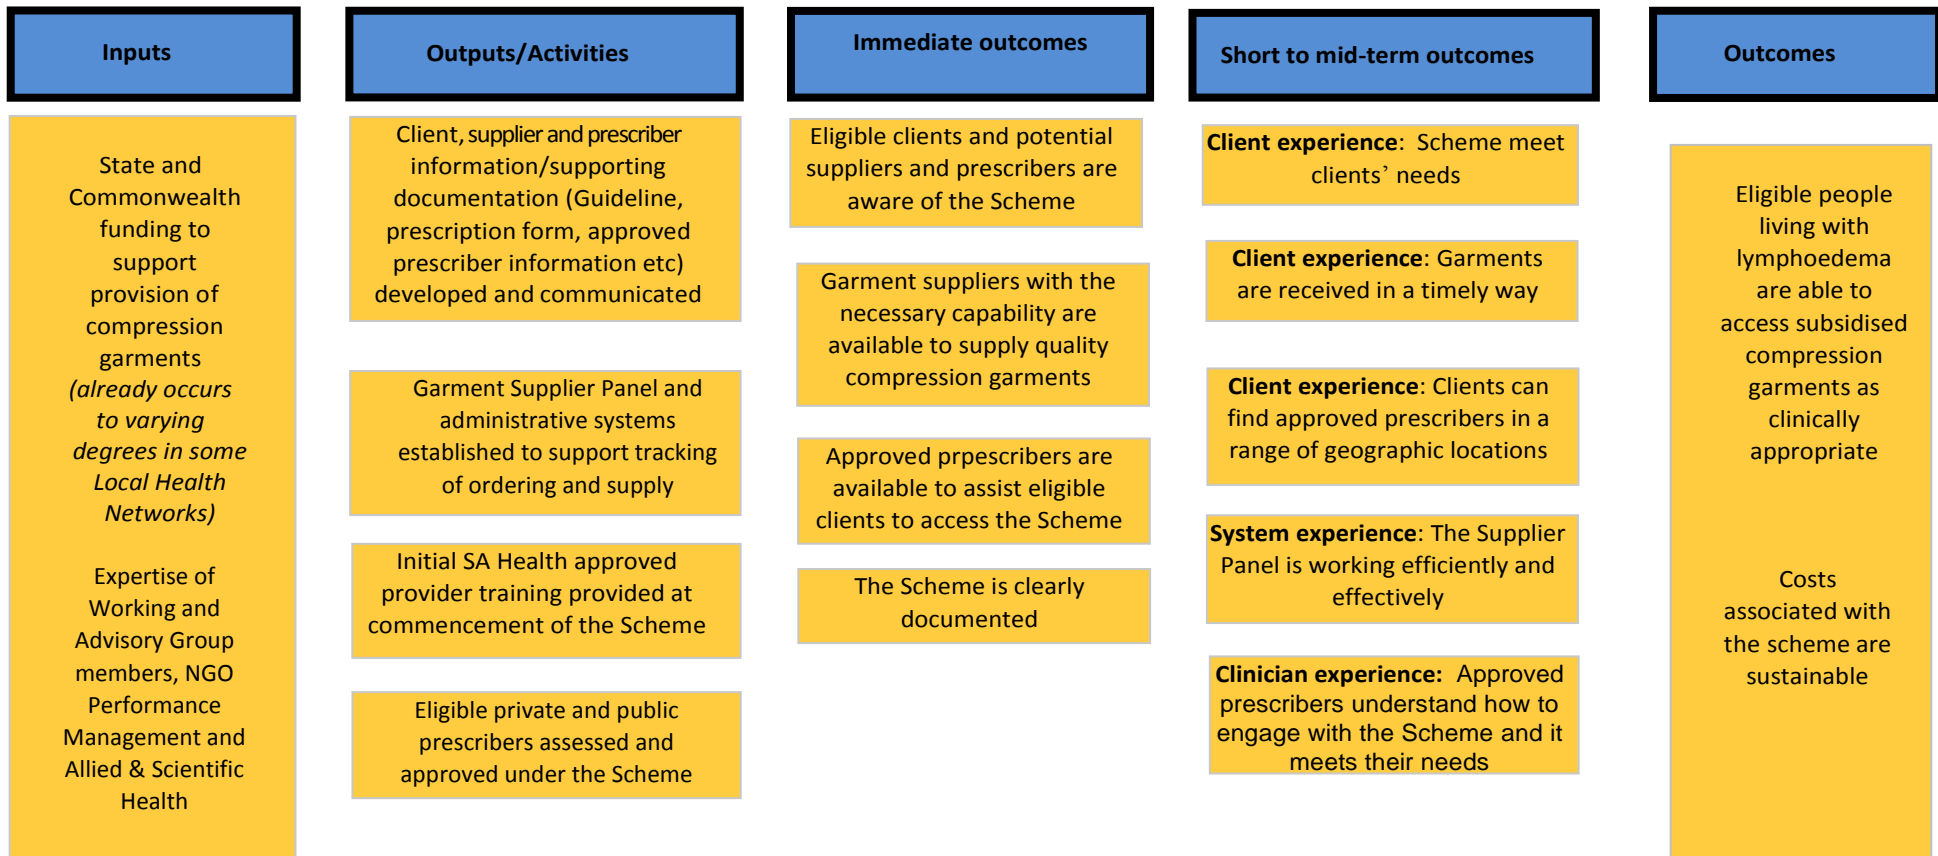 Inputs
State and
Commonwealth
funding to
support
provision of
compression
garments
(already occurs
to varying
degrees in some
Local Health
Networks)
Expertise of
Working and
Advisory Group
members, NGO
Performance
Management and
Allied & Scientific
Health
Outputs/Activities
Client, supplier and prescriber
information/supporting
documentation (Guideline,
prescription form, approved
prescriber information etc)
developed and communicated
Garment Supplier Panel and
administrative systems
established to support tracking
of ordering and supply
Initial SA Health approved
provider training provided at
commencement of the Scheme
Eligible private and public
prescribers assessed and
approved under the Scheme
Immediate outcomes
Eligible clients and potential
suppliers and prescribers are
aware of the Scheme
Garment suppliers with the
necessary capability are
available to supply quality
compression garments
Approved prpescribers are
available to assist eligible
clients to access the Scheme
The Scheme is clearly
documented
Short to mid-term outcomes
Client experience: Scheme meet
clients’ needs
Client experience: Garments
are received in a timely way
Client experience: Clients can
find approved prescribers in a
range of geographic locations
System experience: The Supplier
Panel is working efficiently and
effectively
Clinician experience: Approved
prescribers understand how to
engage with the Scheme and it
meets their needs
Outcomes
Eligible people
living with
lymphoedema
are able to
access subsidised
compression
garments as
clinically
appropriate
Costs
associated with
the scheme are
sustainable